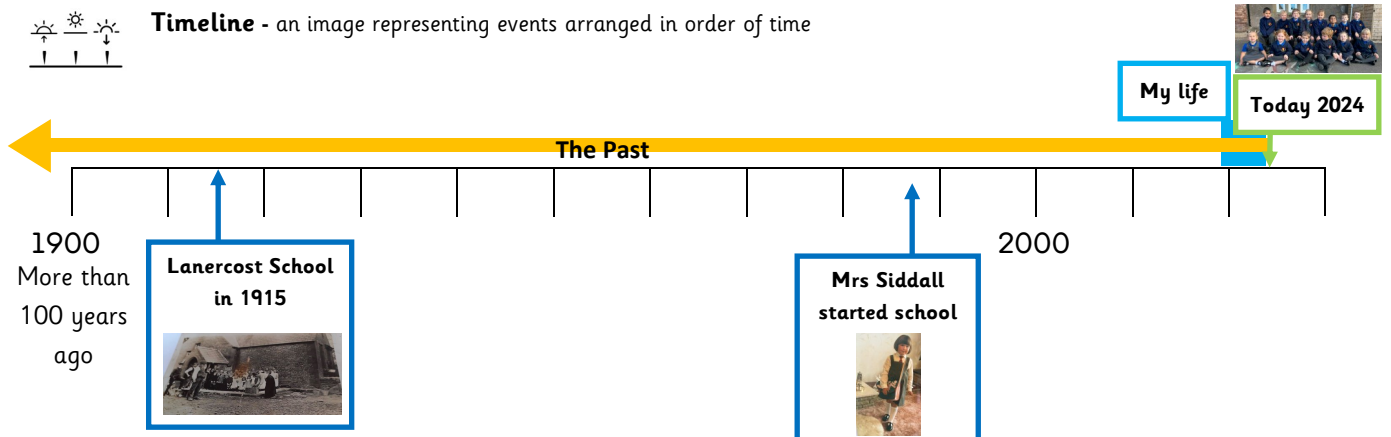 Timeline - an image representing events arranged in order of time
My life
Today 2024
The Past
1900
More than
100 years
ago
Lanercost School
in 1915
Mrs Siddall
started school
2000